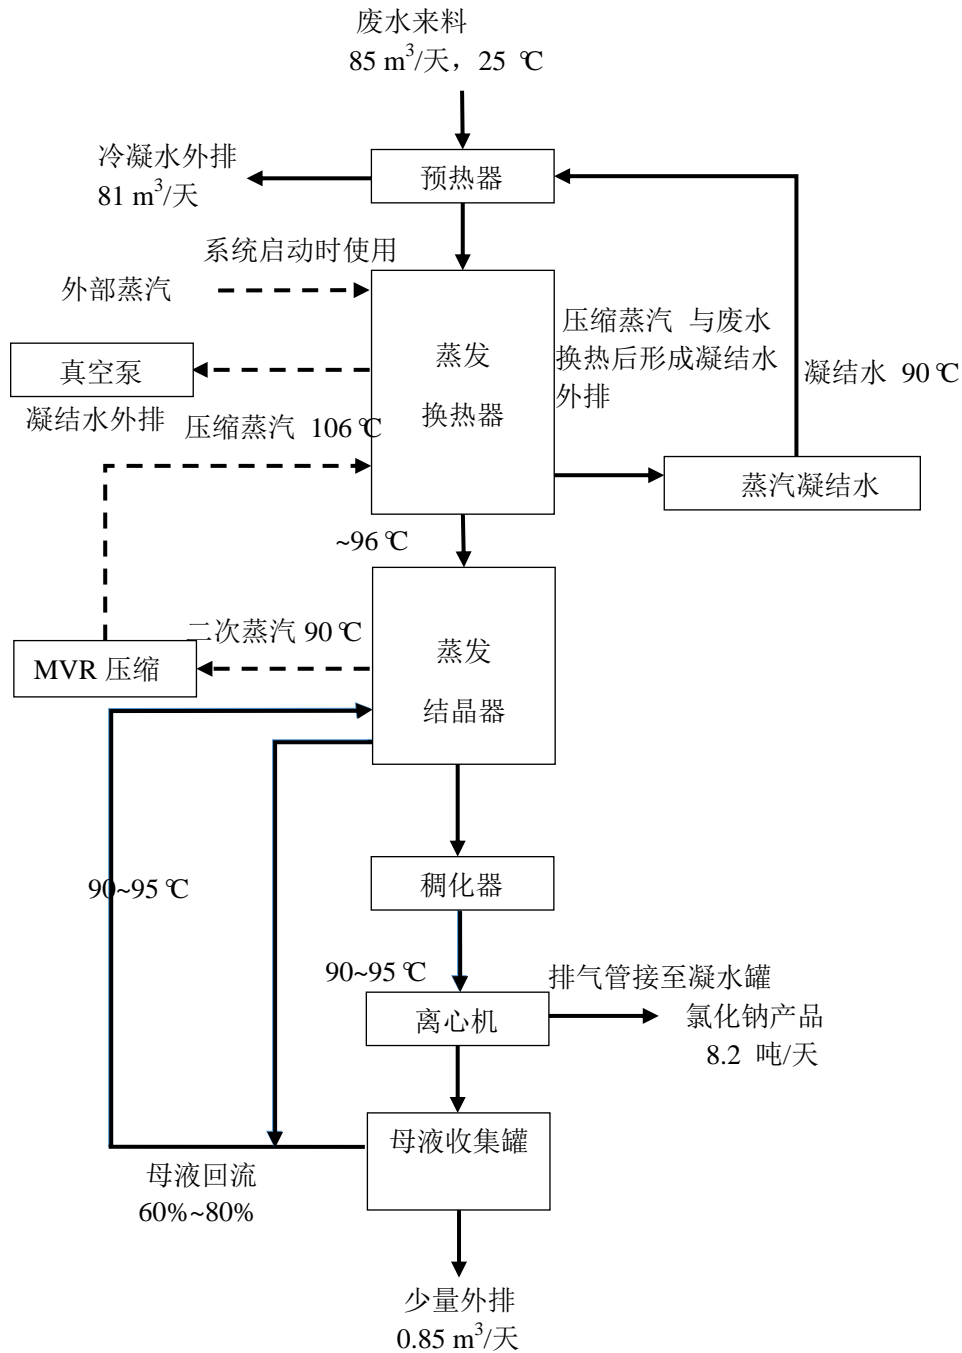 废水来料
85 m³/天，25 ℃
冷凝水外排
81 m³/天
预热器
系统启动时使用
外部蒸汽
真空泵
凝结水外排
压缩蒸汽 106℃
蒸发
换热器
压缩蒸汽 与废水
换热后形成凝结水
外排
凝结水 90℃
蒸汽凝结水
~96℃
二次蒸汽 90℃
MVR 压缩
蒸发
结晶器
稠化器
90~95℃
90~95℃
离心机
排气管接至凝水罐
氯化钠产品
8.2 吨/天
母液收集罐
母液回流
60%~80%
少量外排
0.85 m³/天